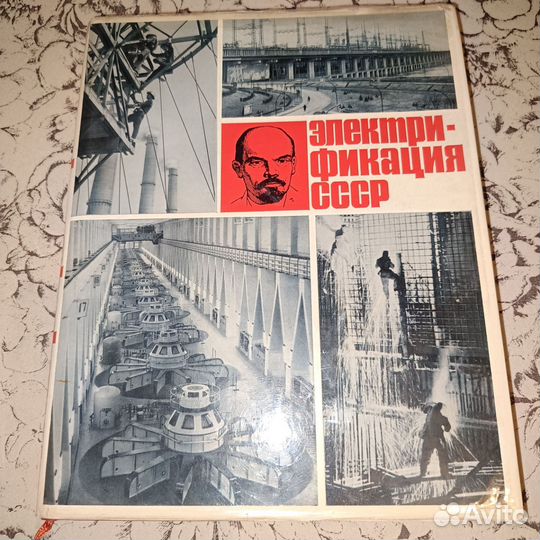 электри-
фикация
СССР
Avito